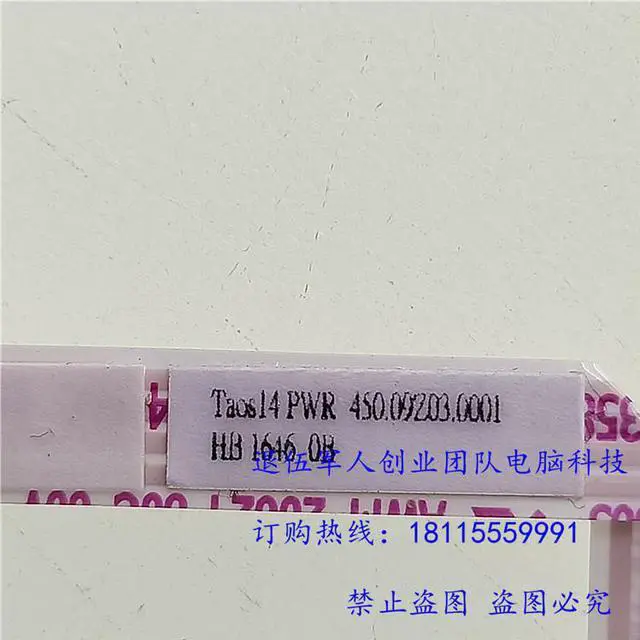 Taos14 PWR 450.09Z03.0001
HB 1646 0B
退伍军人创业团队电脑科技
订购热线：18115559991
禁止盗图 盗图必究